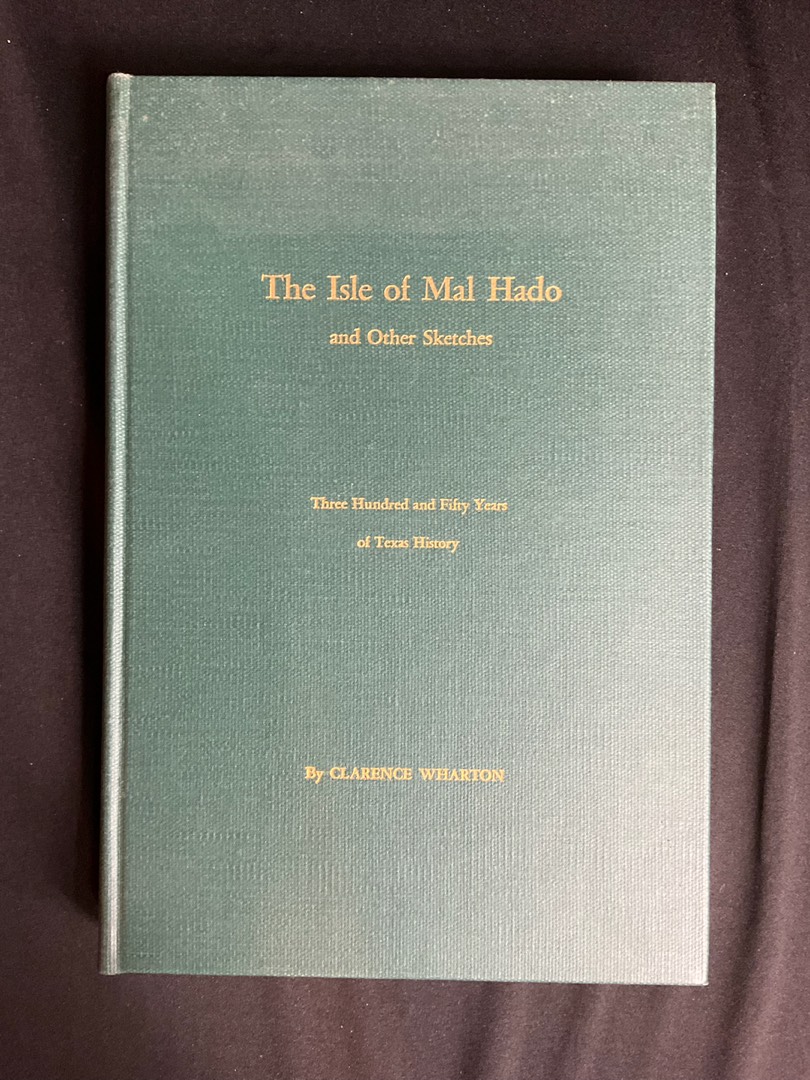 The Isle of Mal Hado
and Other Sketches
Three Hundred and Fifty Years
of Texas History
By CLARENCE WHARTON